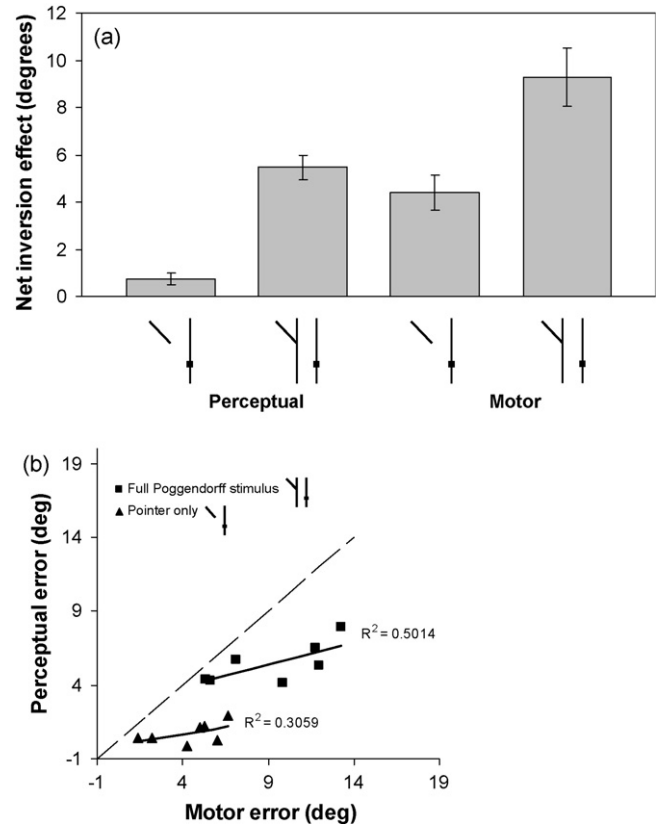 (a)
Net inversion effect (degrees)
12
10
8
6
4
2
0
Perceptual Motor
(b)
Perceptual error (deg)
19
14
9
4
-1
Full Poggendorff stimulus
Pointer only
R² = 0.5014
R² = 0.3059
-1 4 9 14 19
Motor error (deg)